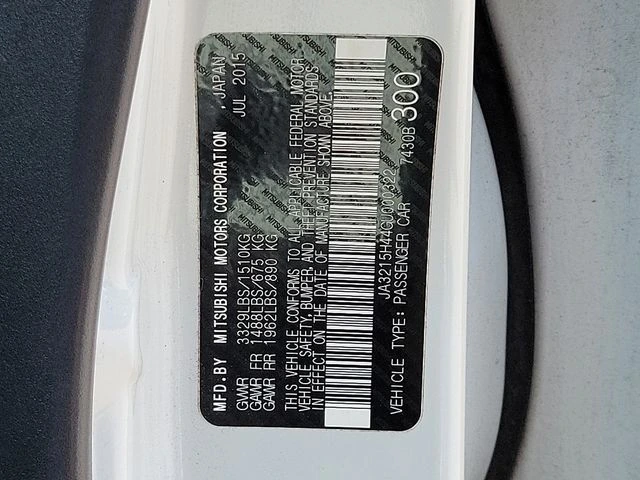 MFD.BY MITSUBISHI MOTORS CORPORATION , JAPAN
JUL 2015
GVWR 3329LBS/1510KG
GAWR FR 1488LBS/675 KG
GAWR RR 1962LBS/890 KG
THIS VEHICLE CONFORMS TO ALL APPLICABLE FEDERAL MOTOR
VEHICLE SAFETY,BUMPER, AND THEFT PREVENTION STANDARDS
IN EFFECT ON THE DATE OF MANUFACTURE SHOWN ABOVE.
JA3215H44GU000322 7430B 300
VEHICLE TYPE: PASSENGER CAR